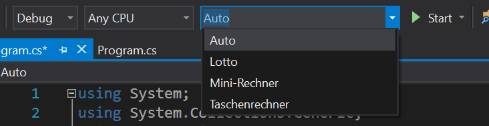 Debug Any CPU Auto Start
ogram.cs* Program.cs
Auto
Auto
Lotto
Mini-Rechner
Taschenrechner
1 using System;
2 using System.Collections.Generic;